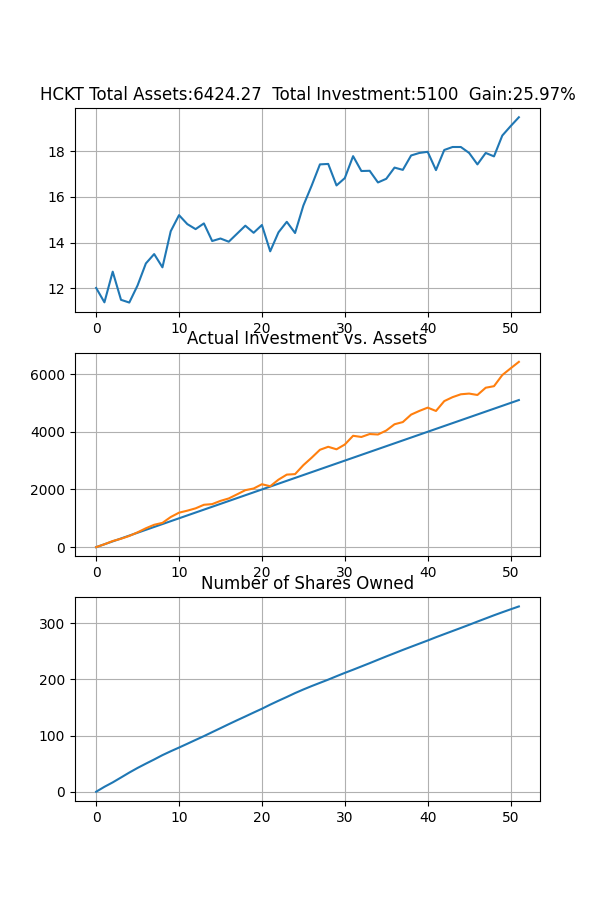 HCKT Total Assets:6424.27  Total Investment:5100  Gain:25.97%
18
16
14
12
0 10 20 30 40 50
Actual Investment vs. Assets
6000
4000
2000
0
0 10 20 30 40 50
Number of Shares Owned
300
200
100
0
0 10 20 30 40 50